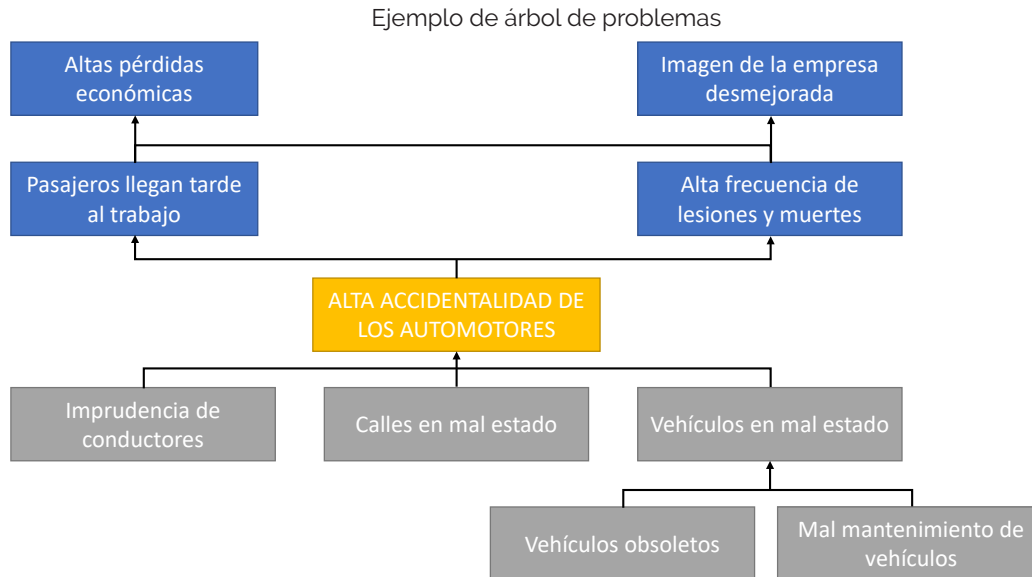 Ejemplo de árbol de problemas
Altas pérdidas
económicas
Imagen de la empresa
desmejorada
Pasajeros llegan tarde
al trabajo
Alta frecuencia de
lesiones y muertes
ALTA ACCIDENTALIDAD DE
LOS AUTOMOTORES
Imprudencia de
conductores
Calles en mal estado
Vehículos en mal estado
Vehículos obsoletos
Mal mantenimiento de
vehículos